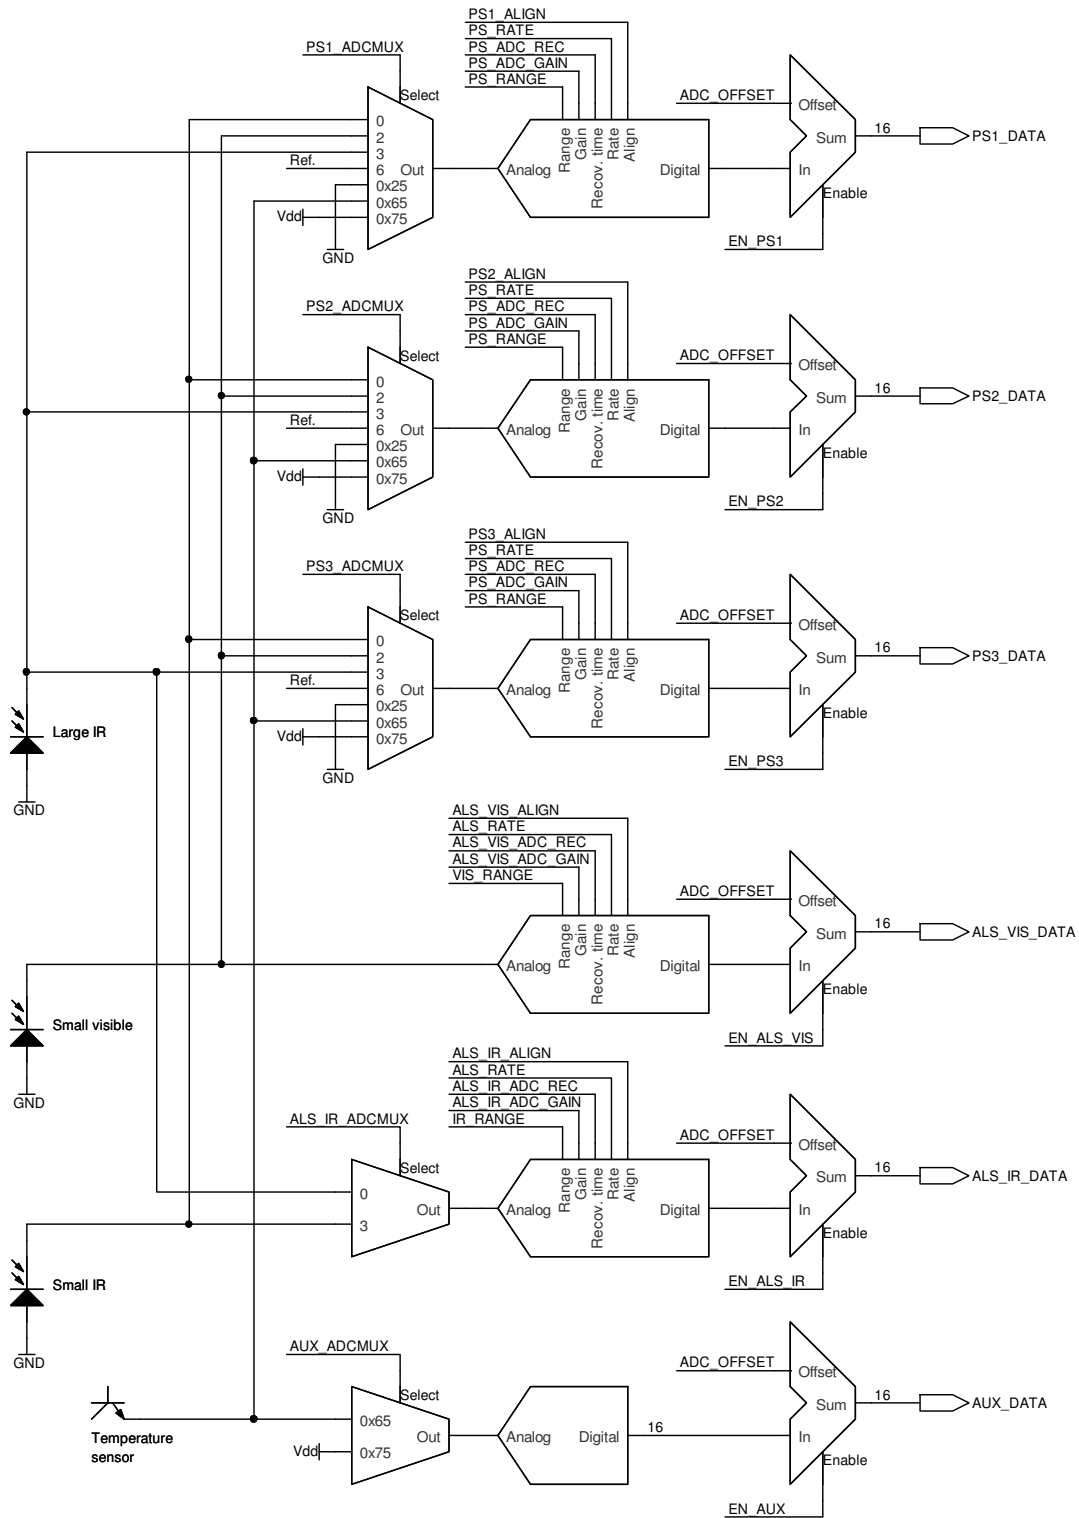 PS1_ALIGN
PS_RATE
PS1_ADCMUX
PS_ADC_REC
PS_ADC_GAIN
PS_RANGE
Select
ADC_OFFSET
Offset
0
2
3
Ref.
6 Out
0x25
0x65
Vdd
0x75
GND
Analog
Range
Gain
Recov. time
Rate
Align
Digital
Sum
In
Enable
EN_PS1
16
PS1_DATA
PS2_ALIGN
PS_RATE
PS2_ADCMUX
PS_ADC_REC
PS_ADC_GAIN
PS_RANGE
Select
ADC_OFFSET
Offset
0
2
3
Ref.
6 Out
0x25
0x65
Vdd
0x75
GND
Analog
Range
Gain
Recov. time
Rate
Align
Digital
Sum
In
Enable
EN_PS2
16
PS2_DATA
PS3_ALIGN
PS_RATE
PS3_ADCMUX
PS_ADC_REC
PS_ADC_GAIN
PS_RANGE
Select
ADC_OFFSET
Offset
0
2
3
Ref.
6 Out
0x25
0x65
Vdd
0x75
GND
Analog
Range
Gain
Recov. time
Rate
Align
Digital
Sum
In
Enable
EN_PS3
16
PS3_DATA
Large IR
GND
ALS_VIS_ALIGN
ALS_RATE
ALS_VIS_ADC_REC
ALS_VIS_ADC_GAIN
VIS_RANGE
ADC_OFFSET
Offset
Analog
Range
Gain
Recov. time
Rate
Align
Digital
Sum
In
Enable
EN_ALS_VIS
16
ALS_VIS_DATA
Small visible
GND
ALS_IR_ALIGN
ALS_RATE
ALS_IR_ADC_REC
ALS_IR_ADC_GAIN
ALS_IR_ADCMUX
IR_RANGE
Select
ADC_OFFSET
Offset
0
Out
3
Analog
Range
Gain
Recov. time
Rate
Align
Digital
Sum
In
Enable
EN_ALS_IR
16
ALS_IR_DATA
Small IR
GND
AUX_ADCMUX
Select
ADC_OFFSET
Offset
0x65
Out
Vdd
0x75
Analog
Digital
16
Sum
In
Enable
EN_AUX
16
AUX_DATA
Temperature
sensor